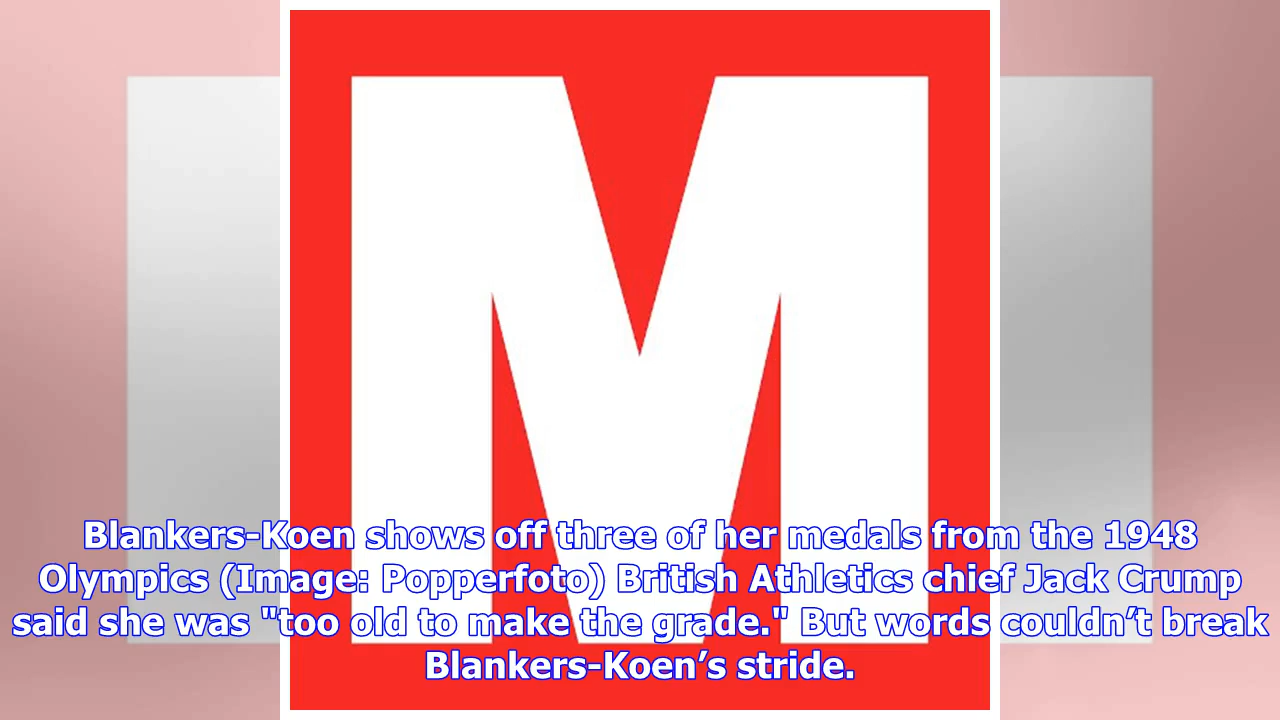 M
Blankers-Koen shows off three of her medals from the 1948
Olympics (Image: Popperfoto) British Athletics chief Jack Crump
said she was "too old to make the grade." But words couldn’t break
Blankers-Koen’s stride.